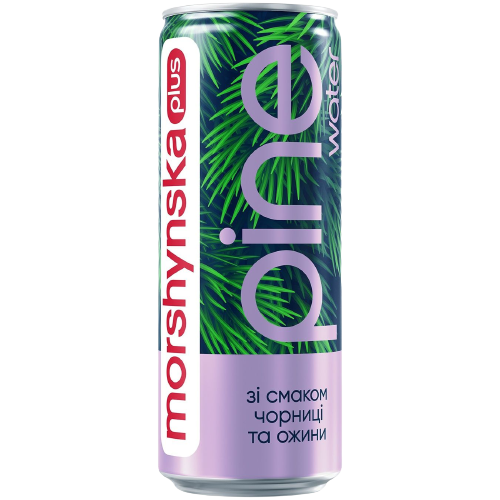 morshynska plus
pine
water
зі смаком
чорниці
та ожини